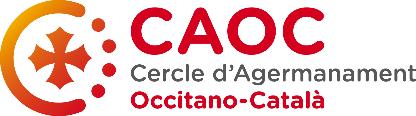 CAOC
Cercle d'Agermanament
Occitano-Català